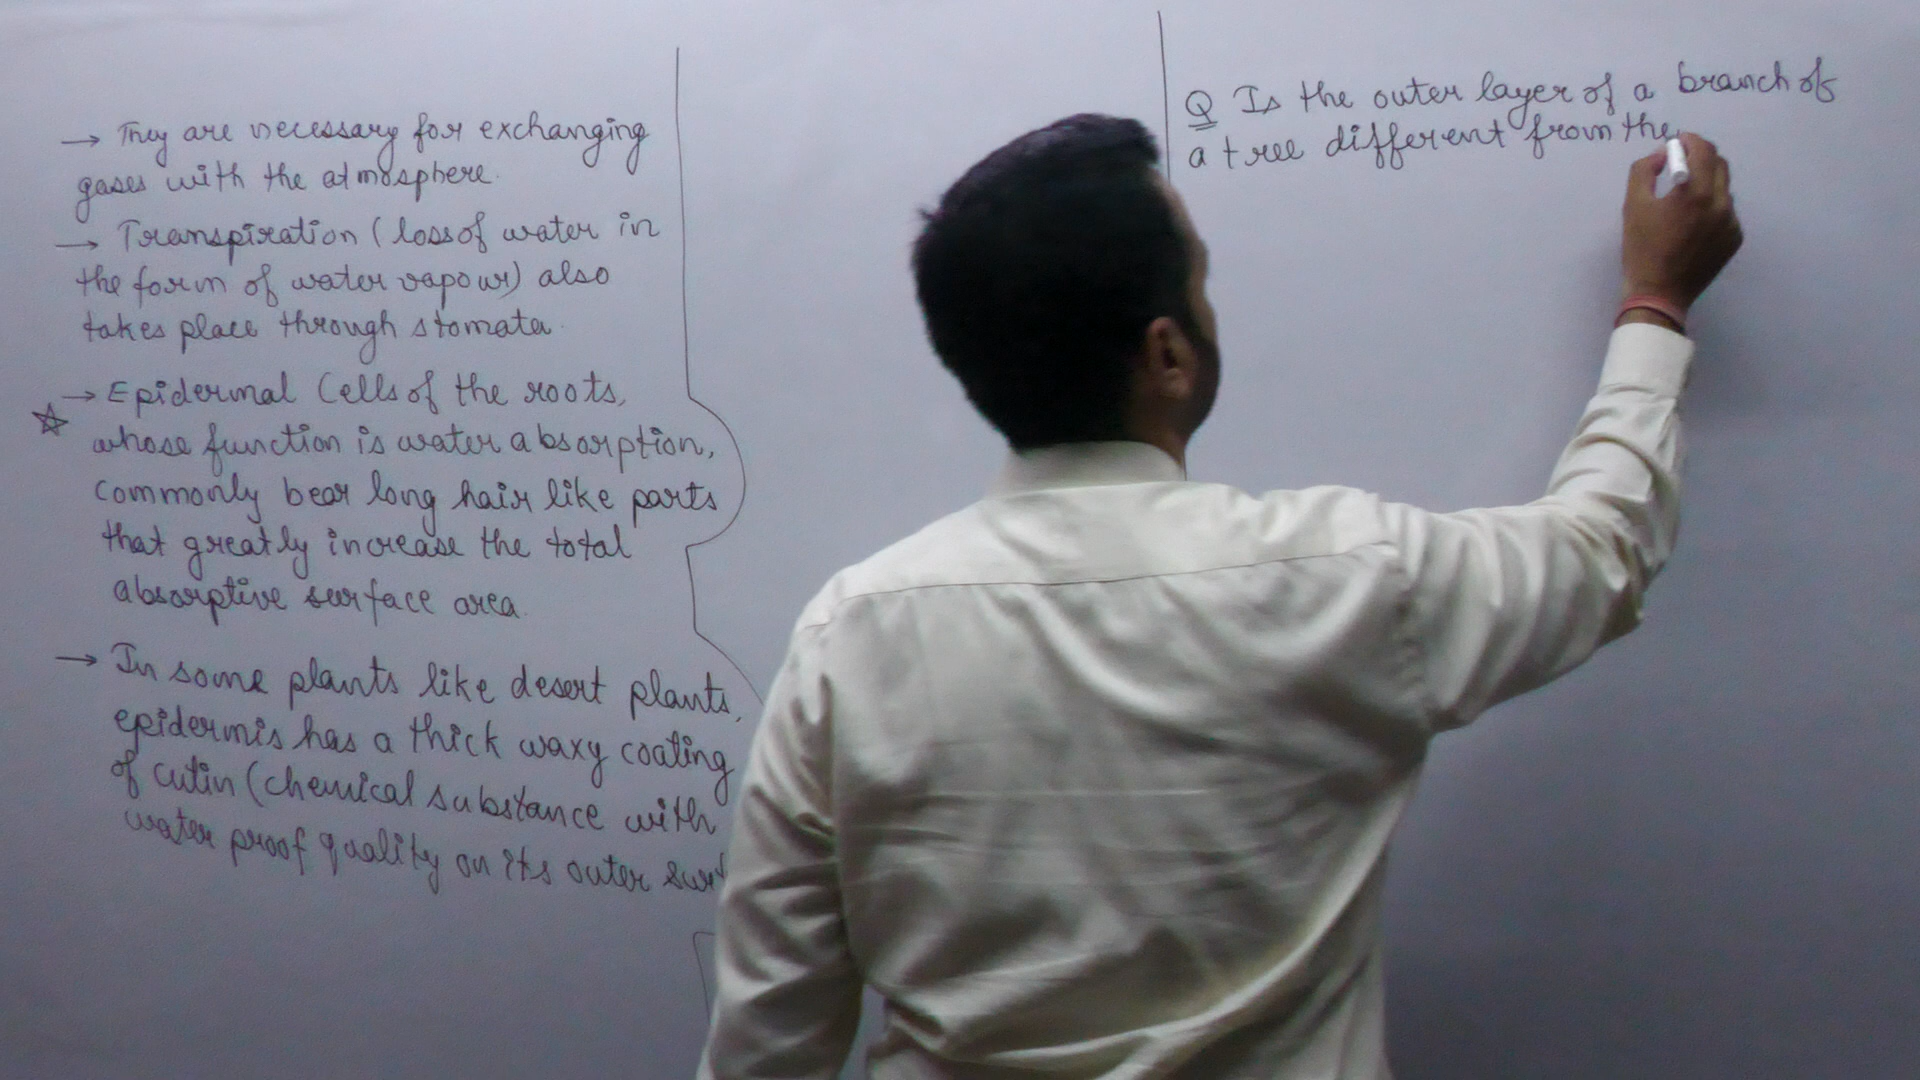 → They are necessary for exchanging
gases with the atmosphere.
→ Transpiration (loss of water in
the form of water vapour) also
takes place through stomata.
→ Epidermal Cells of the roots,
whose function is water absorption,
commonly bear long hair like parts
that greatly increase the total
absorptive surface area.
→ In some plants like desert plants,
epidermis has a thick waxy coating
of cutin (chemical substance with
water proof quality on its outer surf
Q Is the outer layer of a branch of
a tree different from the